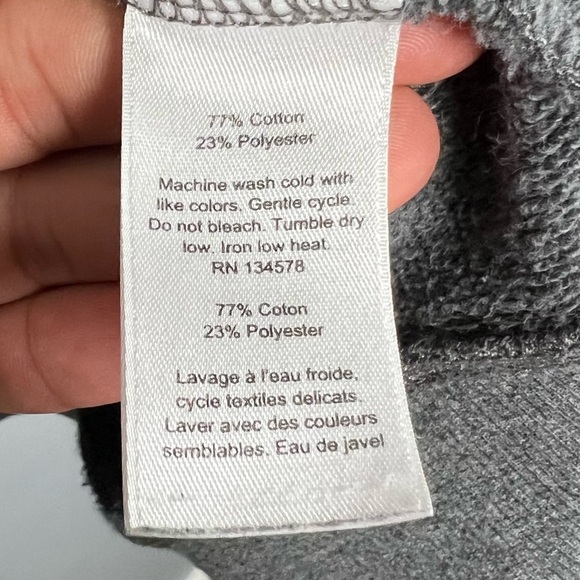 77% Cotton
23% Polyester
Machine wash cold with
like colors. Gentle cycle.
Do not bleach. Tumble dry
low. Iron low heat.
RN 134578
77% Coton
23% Polyester
Lavage à l'eau froide,
cycle textiles delicats.
Laver avec des couleurs
semblables. Eau de javel